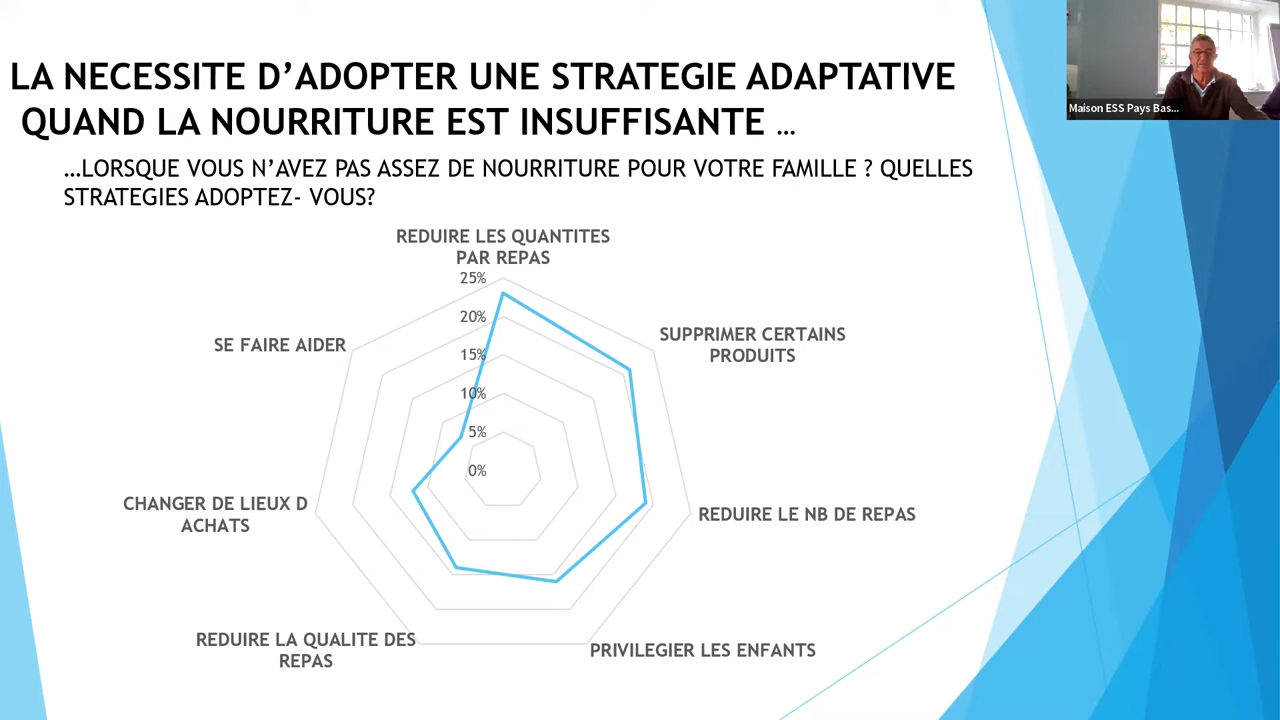 LA NECESSITE D’ADOPTER UNE STRATEGIE ADAPTATIVE
QUAND LA NOURRITURE EST INSUFFISANTE ...
...LORSQUE VOUS N’AVEZ PAS ASSEZ DE NOURRITURE POUR VOTRE FAMILLE ? QUELLES
STRATEGIES ADOPTEZ- VOUS?
Maison ESS Pays Bas...
REDUIRE LES QUANTITES
PAR REPAS
25%
20%
15%
10%
5%
0%
SUPPRIMER CERTAINS
PRODUITS
REDUIRE LE NB DE REPAS
PRIVILEGIER LES ENFANTS
REDUIRE LA QUALITE DES
REPAS
CHANGER DE LIEUX D
ACHATS
SE FAIRE AIDER